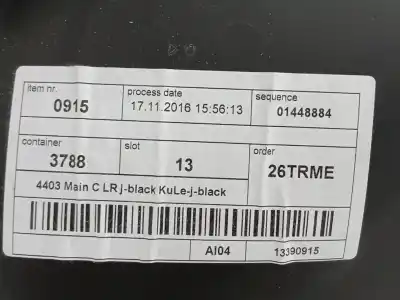 item nr. process date sequence
0915 17.11.2016 15:56:13 01448884
container slot order
3788 13 26TRME
4403 Main C LR j-black KuLe-j-black
AI04 13390915